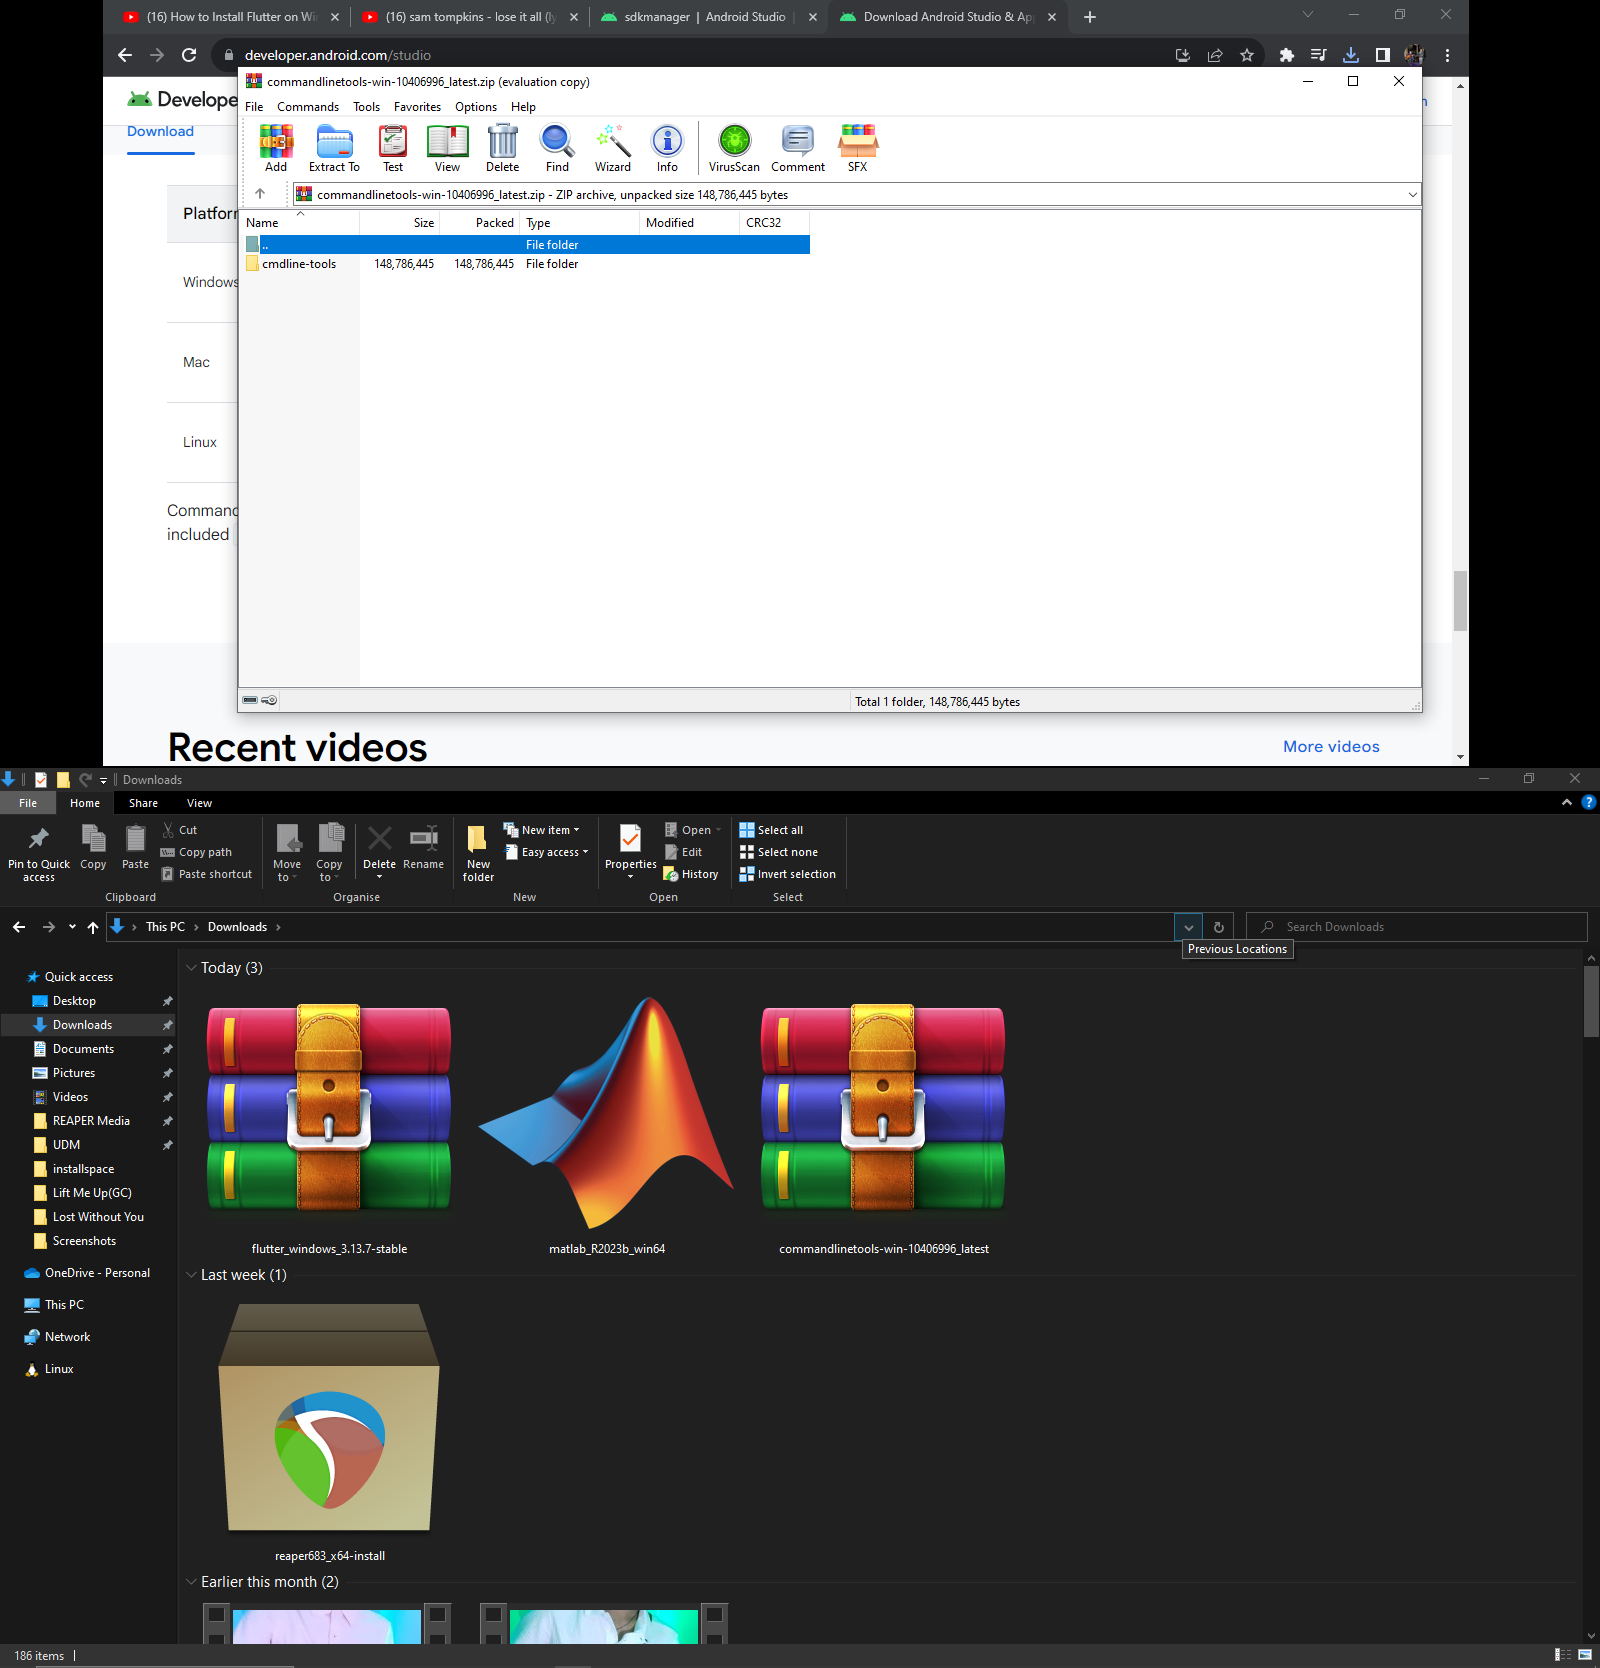 (16) How to Install Flutter on Wi
(16) sam tompkins - lose it all (ly
sdkmanager | Android Studio |
Download Android Studio & Ap
developer.android.com/studio
commandlinetools-win-10406996_latest.zip (evaluation copy)
Develope
File Commands Tools Favorites Options Help
Download
Add Extract To Test View Delete Find Wizard Info VirusScan Comment SFX
commandlinetools-win-10406996_latest.zip - ZIP archive, unpacked size 148,786,445 bytes
Platfor
Name Size Packed Type Modified CRC32
.. File folder
cmdline-tools 148,786,445 148,786,445 File folder
Windows
Mac
Linux
Command
included
Total 1 folder, 148,786,445 bytes
Recent videos
More videos
Downloads
File Home Share View
Pin to Quick access
Copy
Paste
Cut
Copy path
Paste shortcut
Clipboard
Move to
Copy to
Delete
Rename
Organise
New folder
New item
Easy access
New
Properties
Open
Edit
History
Open
Select all
Select none
Invert selection
Select
This PC > Downloads >
Search Downloads
Previous Locations
Quick access
Desktop
Downloads
Documents
Pictures
Videos
REAPER Media
UDM
installspace
Lift Me Up(GC)
Lost Without You
Screenshots
OneDrive - Personal
This PC
Network
Linux
Today (3)
flutter_windows_3.13.7-stable
matlab_R2023b_win64
commandlinetools-win-10406996_latest
Last week (1)
reaper683_x64-install
Earlier this month (2)
186 items